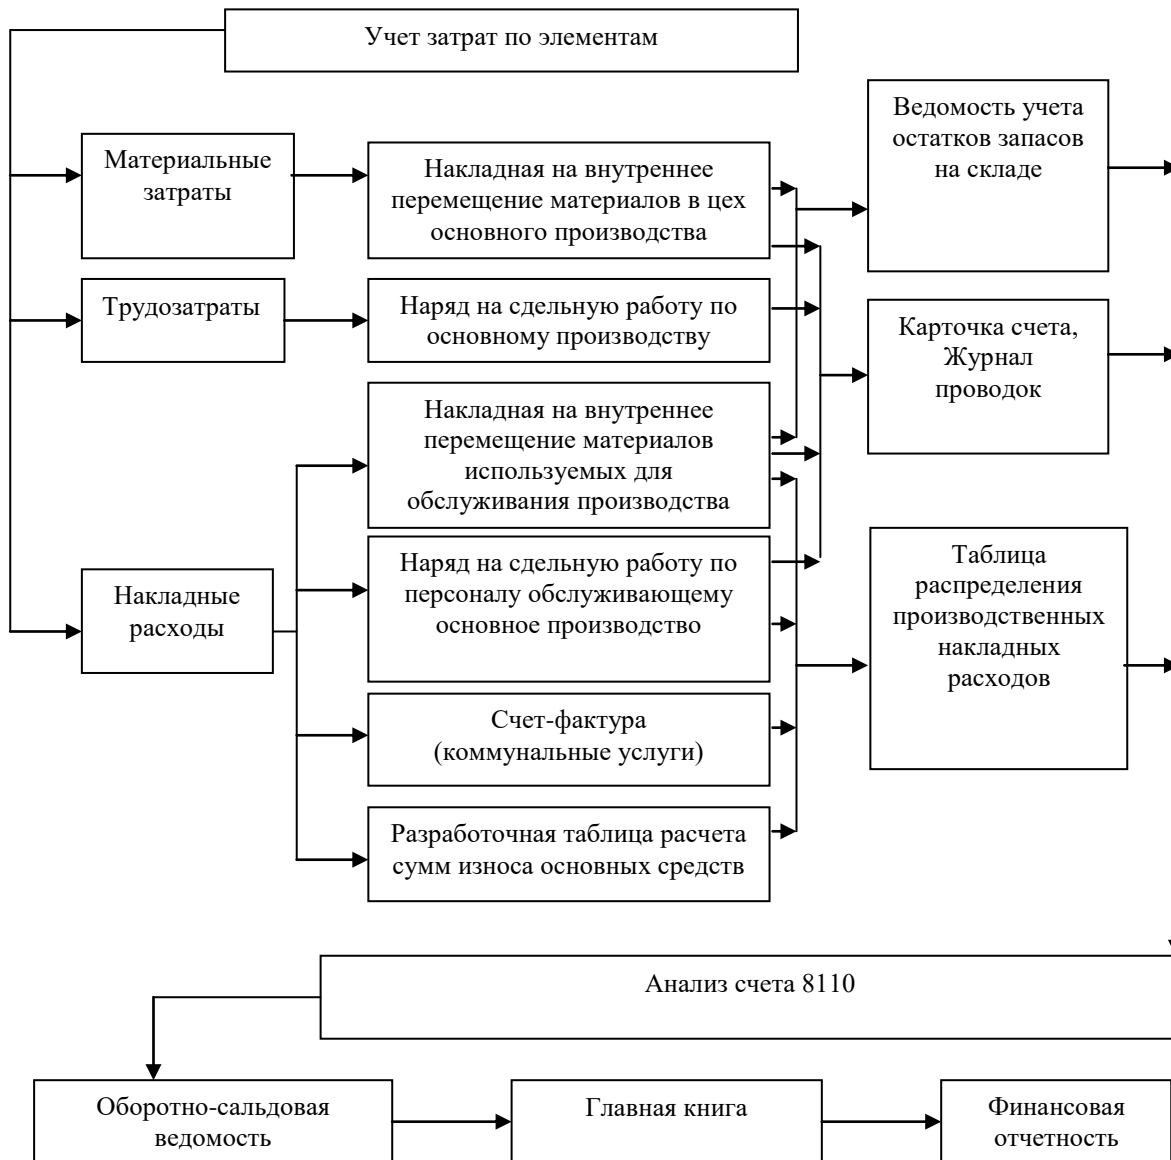 Учет затрат по элементам
Ведомость учета
остатков запасов
на складе
Материальные
затраты
Накладная на внутреннее
перемещение материалов в цех
основного производства
Трудозатраты
Наряд на сдельную работу по
основному производству
Карточка счета,
Журнал
проводок
Накладная на внутреннее
перемещение материалов
используемых для
обслуживания производства
Накладные
расходы
Наряд на сдельную работу по
персоналу обслуживающему
основное производство
Таблица
распределения
производственных
накладных
расходов
Счет-фактура
(коммунальные услуги)
Разработочная таблица расчета
сумм износа основных средств
Анализ счета 8110
Оборотно-сальдовая
ведомость
Главная книга
Финансовая
отчетность